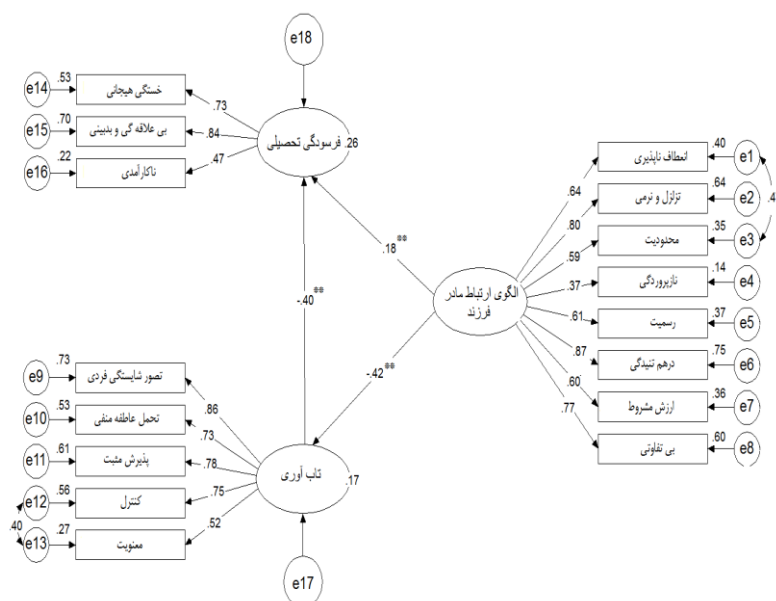 e18
e14
.53
خستگی هیجانی
.73
e15
.70
بی علاقه گی و بدبینی
.84
e16
.22
ناکارآمدی
.47
فرسودگی تحصیلی
.26
انعطاف ناپذیری
.40
e1
.64
تزلزل و نرمی
.64
e2
.80
محدودیت
.35
e3
.4
.59
نازپروردگی
.14
e4
.37
رسمیت
.37
e5
.61
درهم تنیدگی
.75
e6
.87
ارزش مشروط
.36
e7
.60
بی تفاوتی
.60
e8
.77
.18**
الگوی ارتباط مادر
فرزند
-.40**
-.42**
e9
.73
تصور شایستگی فردی
.86
e10
.53
تحمل عاطفه منفی
.73
e11
.61
پذیرش مثبت
.78
e12
.56
کنترل
.75
.40
e13
.27
معنویت
.52
تاب آوری
.17
e17